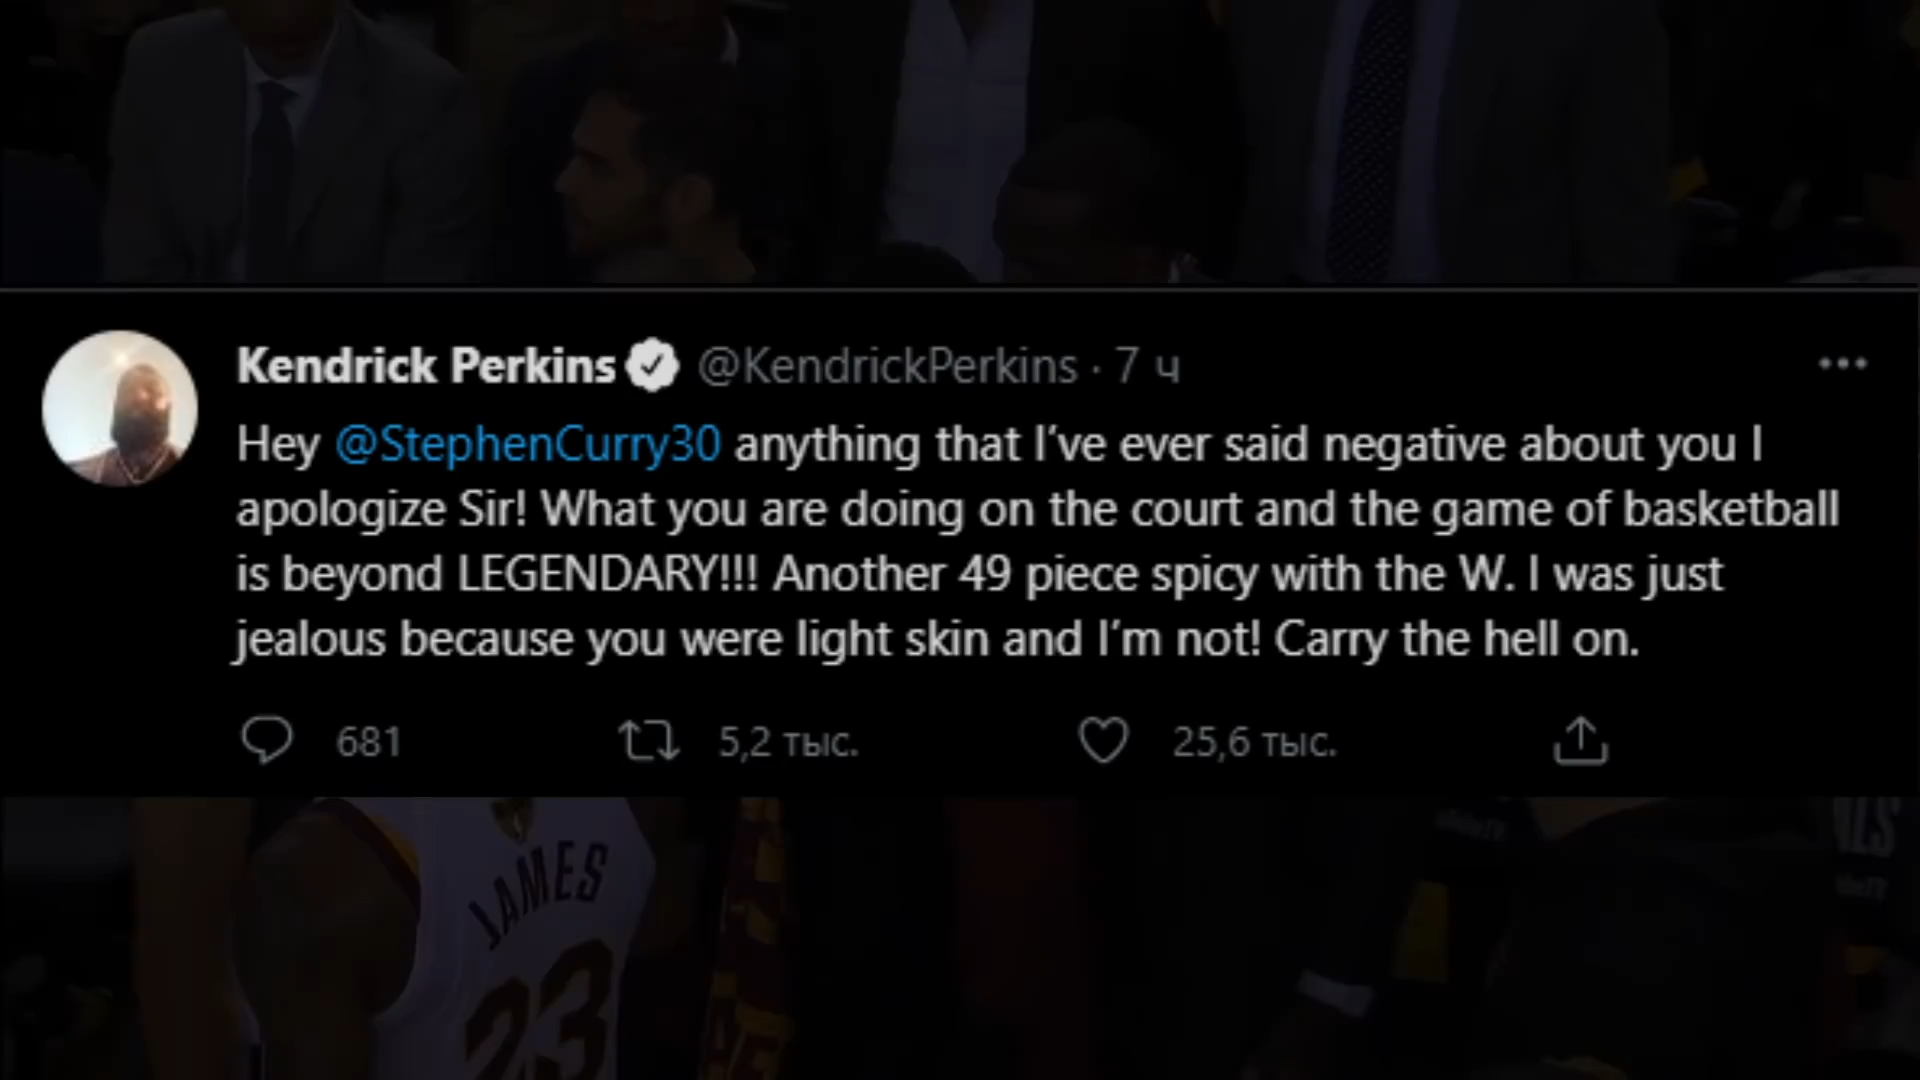 Kendrick Perkins @KendrickPerkins · 7 ч
Hey @StephenCurry30 anything that I've ever said negative about you I
apologize Sir! What you are doing on the court and the game of basketball
is beyond LEGENDARY!!! Another 49 piece spicy with the W. I was just
jealous because you were light skin and I'm not! Carry the hell on.
681 5,2 тыс. 25,6 тыс.
JAMES
23